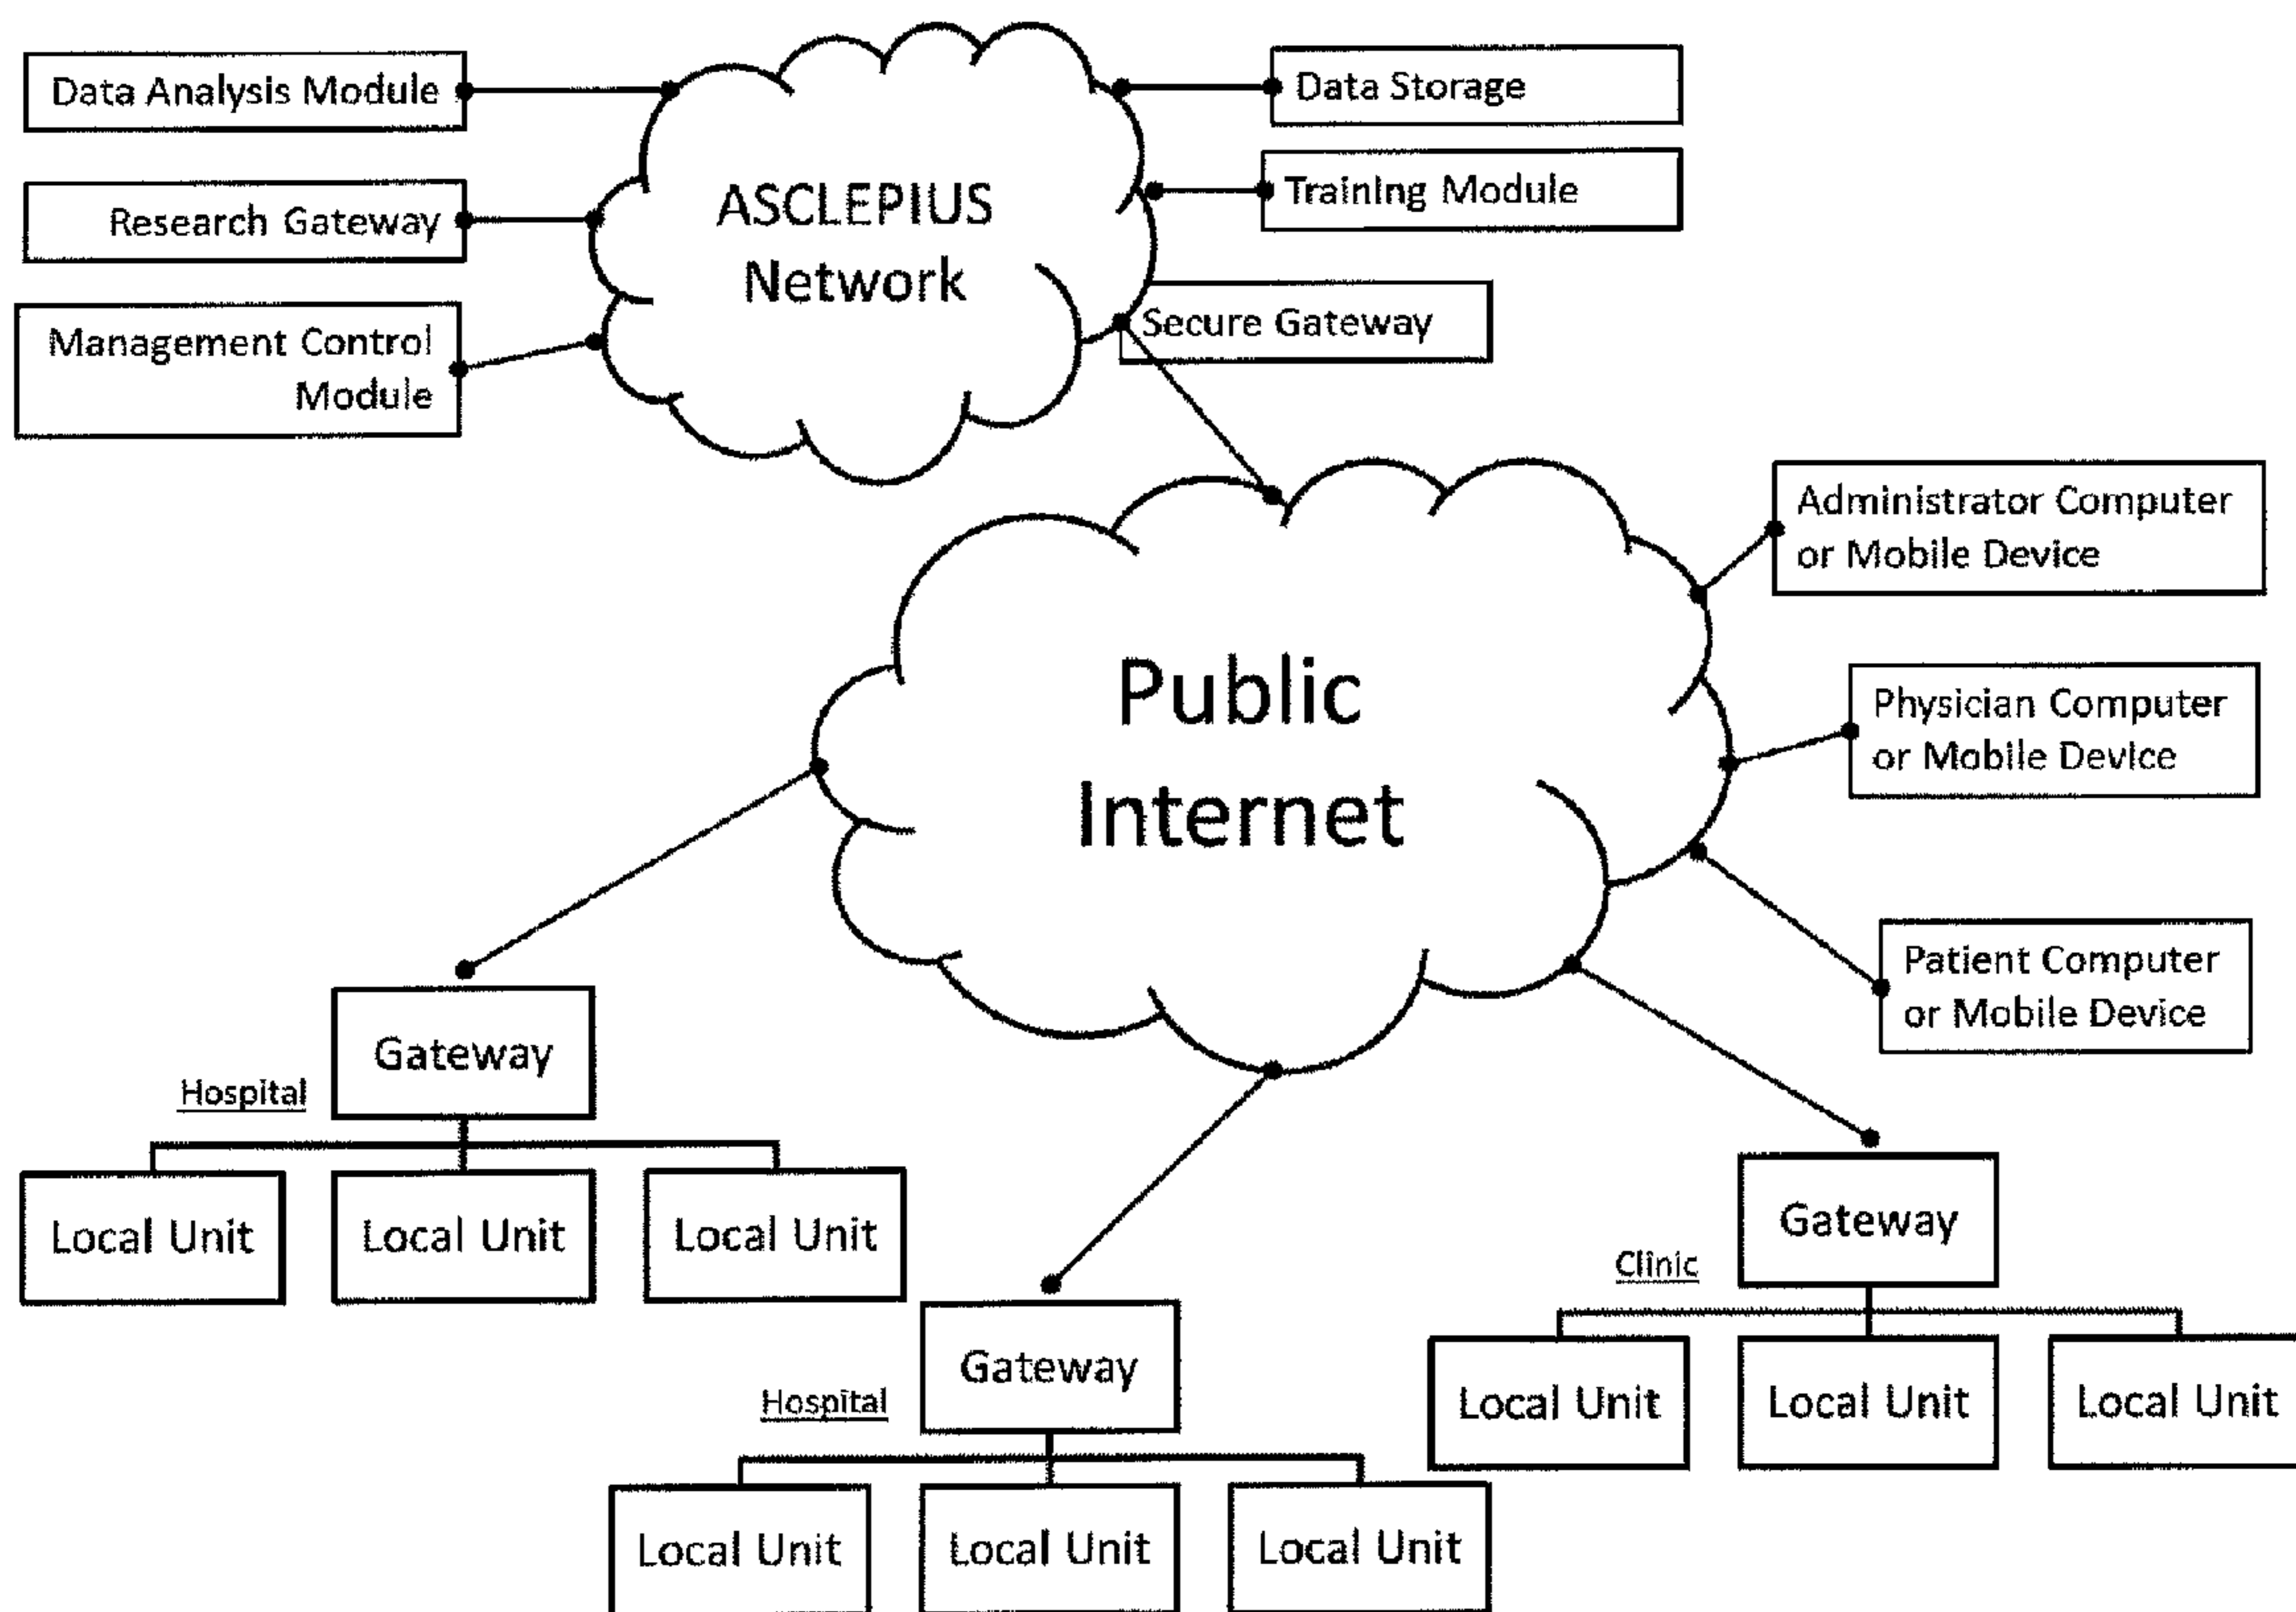 Data Analysis Module
Research Gateway
Management Control
Module
ASCLEPIUS
Network
Data Storage
Training Module
Secure Gateway
Public
Internet
Administrator Computer
or Mobile Device
Physician Computer
or Mobile Device
Patient Computer
or Mobile Device
Gateway
Hospital
Local Unit
Local Unit
Local Unit
Gateway
Hospital
Local Unit
Local Unit
Local Unit
Gateway
Clinic
Local Unit
Local Unit
Local Unit